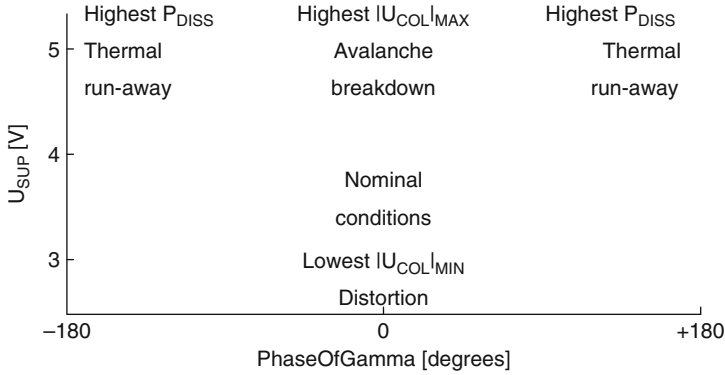 Highest P_DISS Highest |U_COL|_MAX Highest P_DISS
5 Thermal Avalanche Thermal
run-away breakdown run-away
U_SUP [V]
4
Nominal
conditions
3 Lowest |U_COL|_MIN
Distortion
–180 0 +180
PhaseOfGamma [degrees]